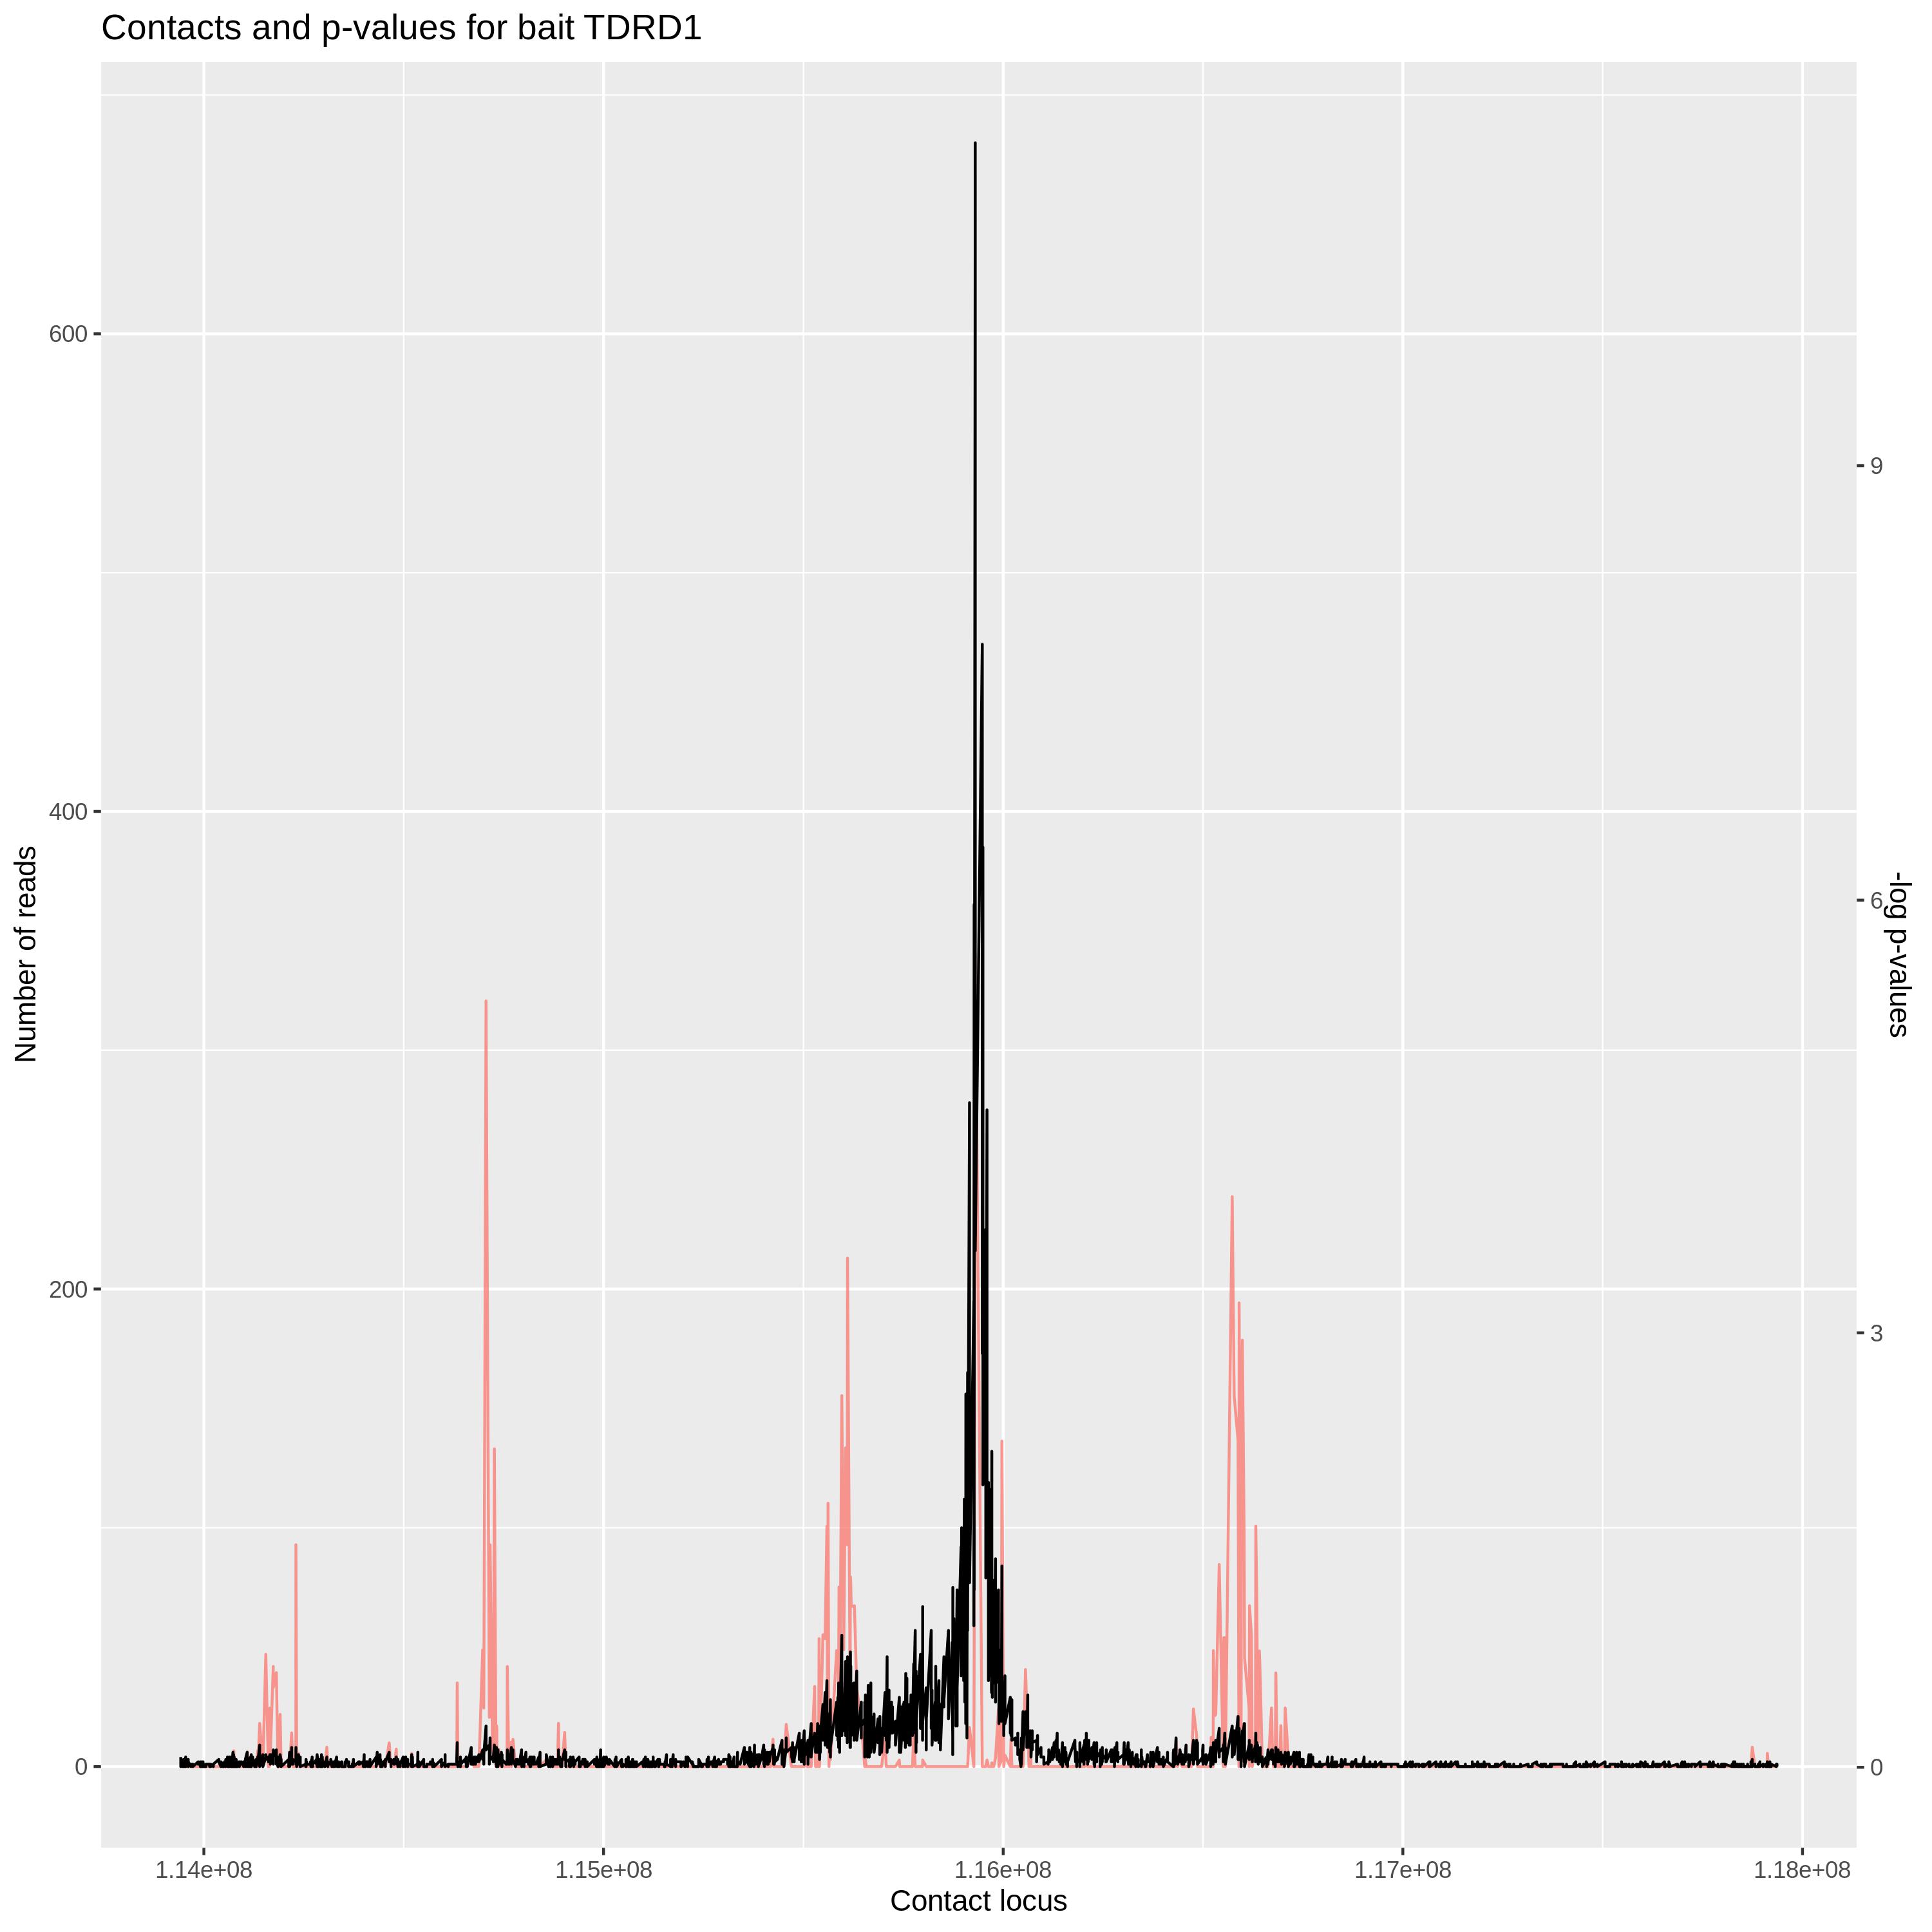 Contacts and p-values for bait TDRD1
600
400
200
0
Number of reads
9
6
3
0
-log p-values
1.14e+08 1.15e+08 1.16e+08 1.17e+08 1.18e+08
Contact locus